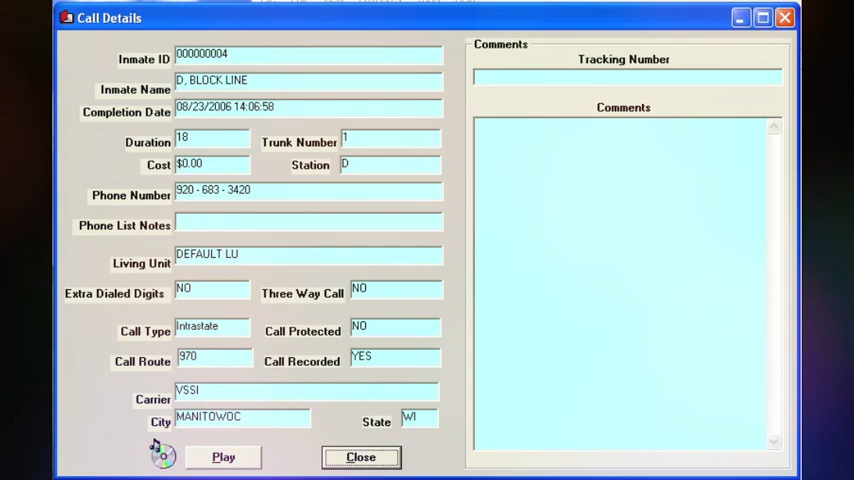 Call Details
Inmate ID 000000004
Inmate Name D, BLOCK LINE
Completion Date 08/23/2006 14:06:58
Duration 18 Trunk Number 1
Cost $0.00 Station D
Phone Number 920 - 683 - 3420
Phone List Notes
Living Unit DEFAULT LU
Extra Dialed Digits NO Three Way Call NO
Call Type Intrastate Call Protected NO
Call Route 970 Call Recorded YES
Carrier VSSI
City MANITOWOC State WI
Play Close
Comments
Tracking Number
Comments